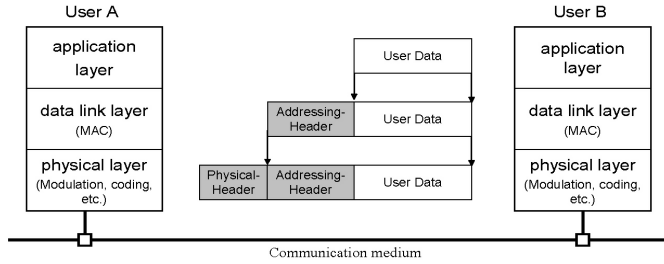 User A
User B
application
layer
User Data
application
layer
data link layer
(MAC)
Addressing-
Header
User Data
data link layer
(MAC)
physical layer
(Modulation, coding,
etc.)
Physical-
Header
Addressing-
Header
User Data
physical layer
(Modulation, coding,
etc.)
Communication medium